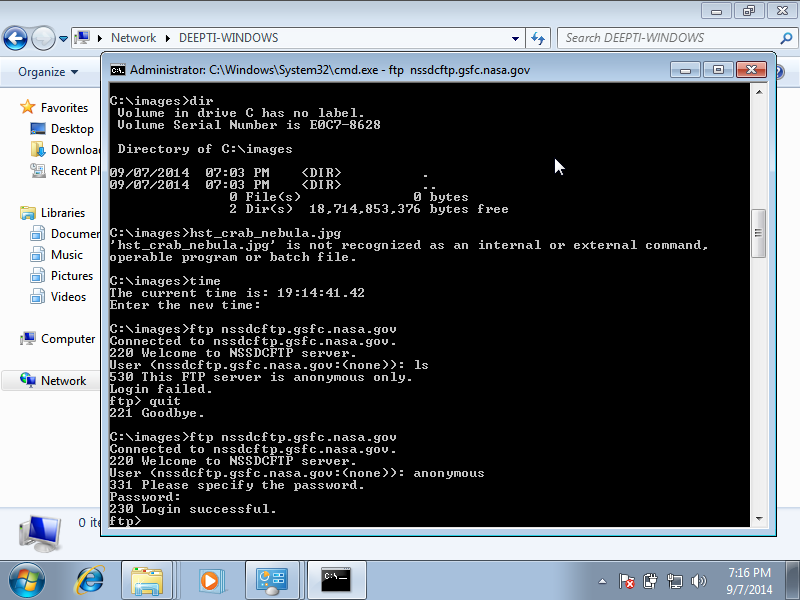 Network ▸ DEEPTI-WINDOWS
Search DEEPTI-WINDOWS
Organize
Administrator: C:\Windows\System32\cmd.exe - ftp nssdcftp.gsfc.nasa.gov
Favorites
Desktop
Recent Pl
Libraries
Documen
Music
Pictures
Videos
Computer
Network
C:\images>dir
Volume in drive C has no label.
Volume Serial Number is E0C7-8628
Directory of C:\images
09/07/2014 07:03 PM <DIR> .
09/07/2014 07:03 PM <DIR> ..
0 File(s) 0 bytes
2 Dir(s) 18,714,853,376 bytes free
C:\images>hst_crab_nebula.jpg
'hst_crab_nebula.jpg' is not recognized as an internal or external command,
operable program or batch file.
C:\images>time
The current time is: 19:14:41.42
Enter the new time:
C:\images>ftp nssdcftp.gsfc.nasa.gov
Connected to nssdcftp.gsfc.nasa.gov.
220 Welcome to NSSDCFTP server.
User (nssdcftp.gsfc.nasa.gov:(none)): ls
530 This FTP server is anonymous only.
Login failed.
ftp> quit
221 Goodbye.
C:\images>ftp nssdcftp.gsfc.nasa.gov
Connected to nssdcftp.gsfc.nasa.gov.
220 Welcome to NSSDCFTP server.
User (nssdcftp.gsfc.nasa.gov:(none)): anonymous
331 Please specify the password.
Password:
230 Login successful.
ftp>
0 ite
C:\_
7:16 PM
9/7/2014